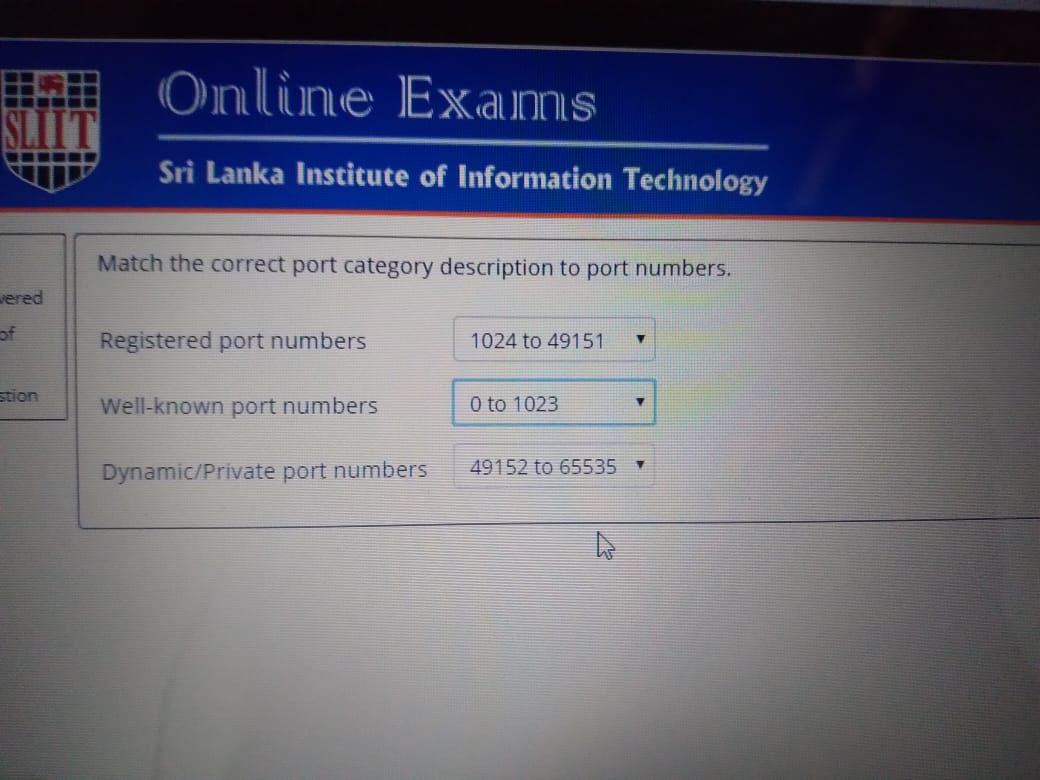 SLIIT
Online Exams
Sri Lanka Institute of Information Technology
vered
of
stion
Match the correct port category description to port numbers.
Registered port numbers 1024 to 49151
Well-known port numbers 0 to 1023
Dynamic/Private port numbers 49152 to 65535